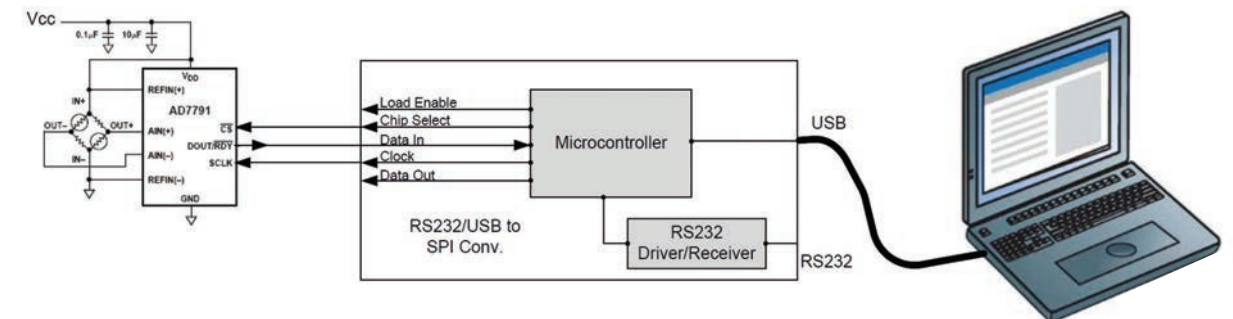 Vcc
0.1µF
10µF
VDD
REFIN(+)
AD7791
IN+
OUT–
OUT+
AIN(+)
CS
DOUT/RDY
AIN(–)
SCLK
IN–
REFIN(–)
GND
Load Enable
Chip Select
Data In
Clock
Data Out
Microcontroller
RS232/USB to
SPI Conv.
RS232
Driver/Receiver
USB
RS232